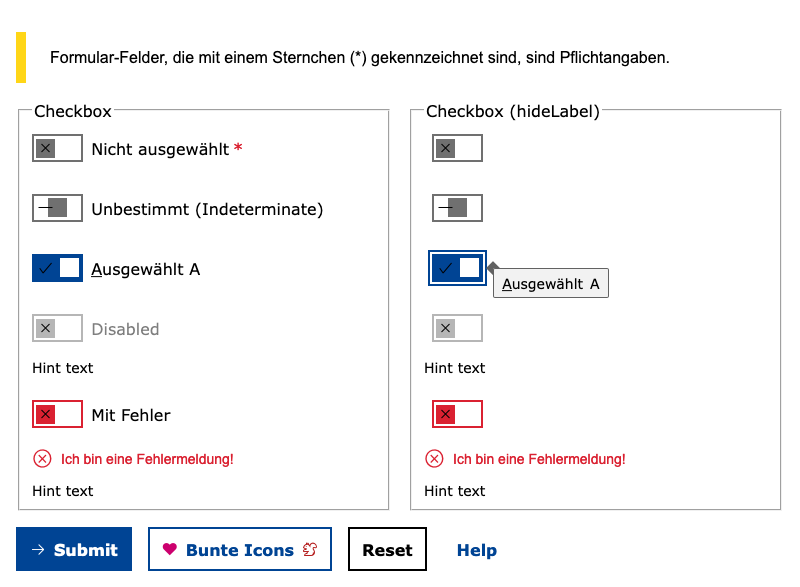 Formular-Felder, die mit einem Sternchen (*) gekennzeichnet sind, sind Pflichtangaben.
Checkbox
Nicht ausgewählt *
Unbestimmt (Indeterminate)
Ausgewählt A
Disabled
Hint text
Mit Fehler
Ich bin eine Fehlermeldung!
Hint text
Checkbox (hideLabel)
Ausgewählt A
Hint text
Ich bin eine Fehlermeldung!
Hint text
Submit
Bunte Icons
Reset
Help